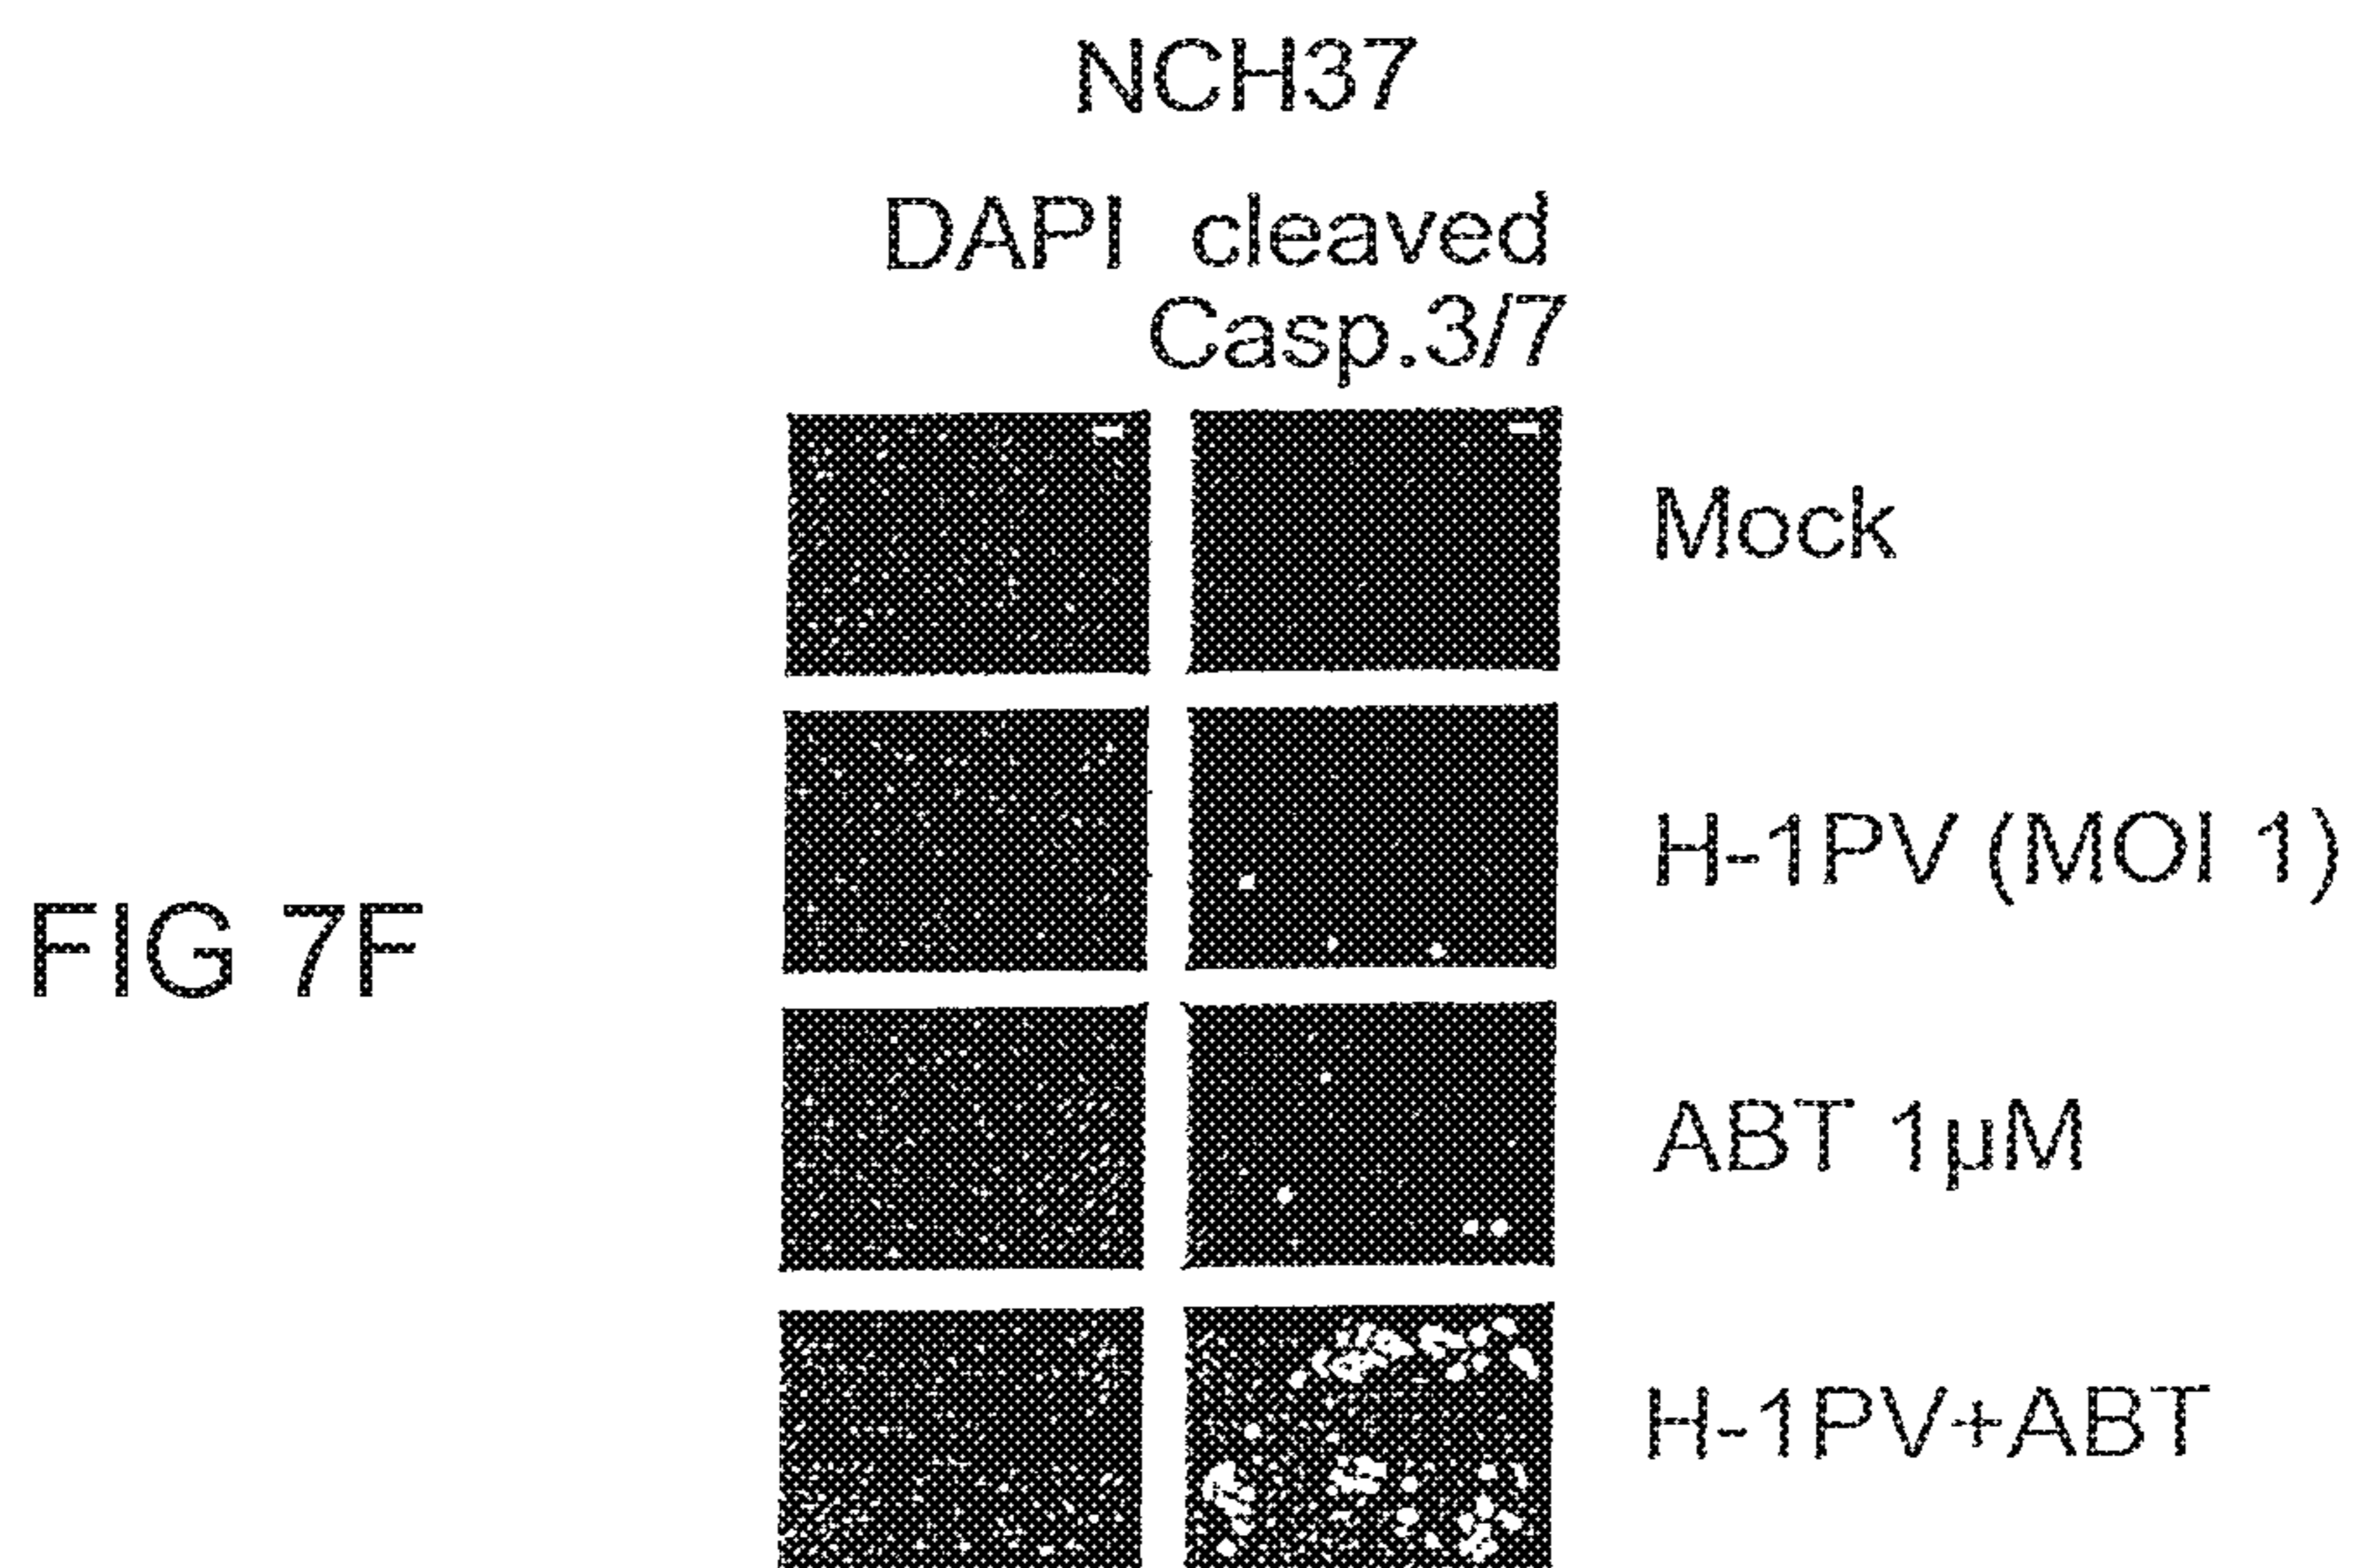 NCH37
DAPI cleaved
Casp.3/7
Mock
H-1PV (MOI 1)
FIG 7F
ABT 1µM
H-1PV+ABT